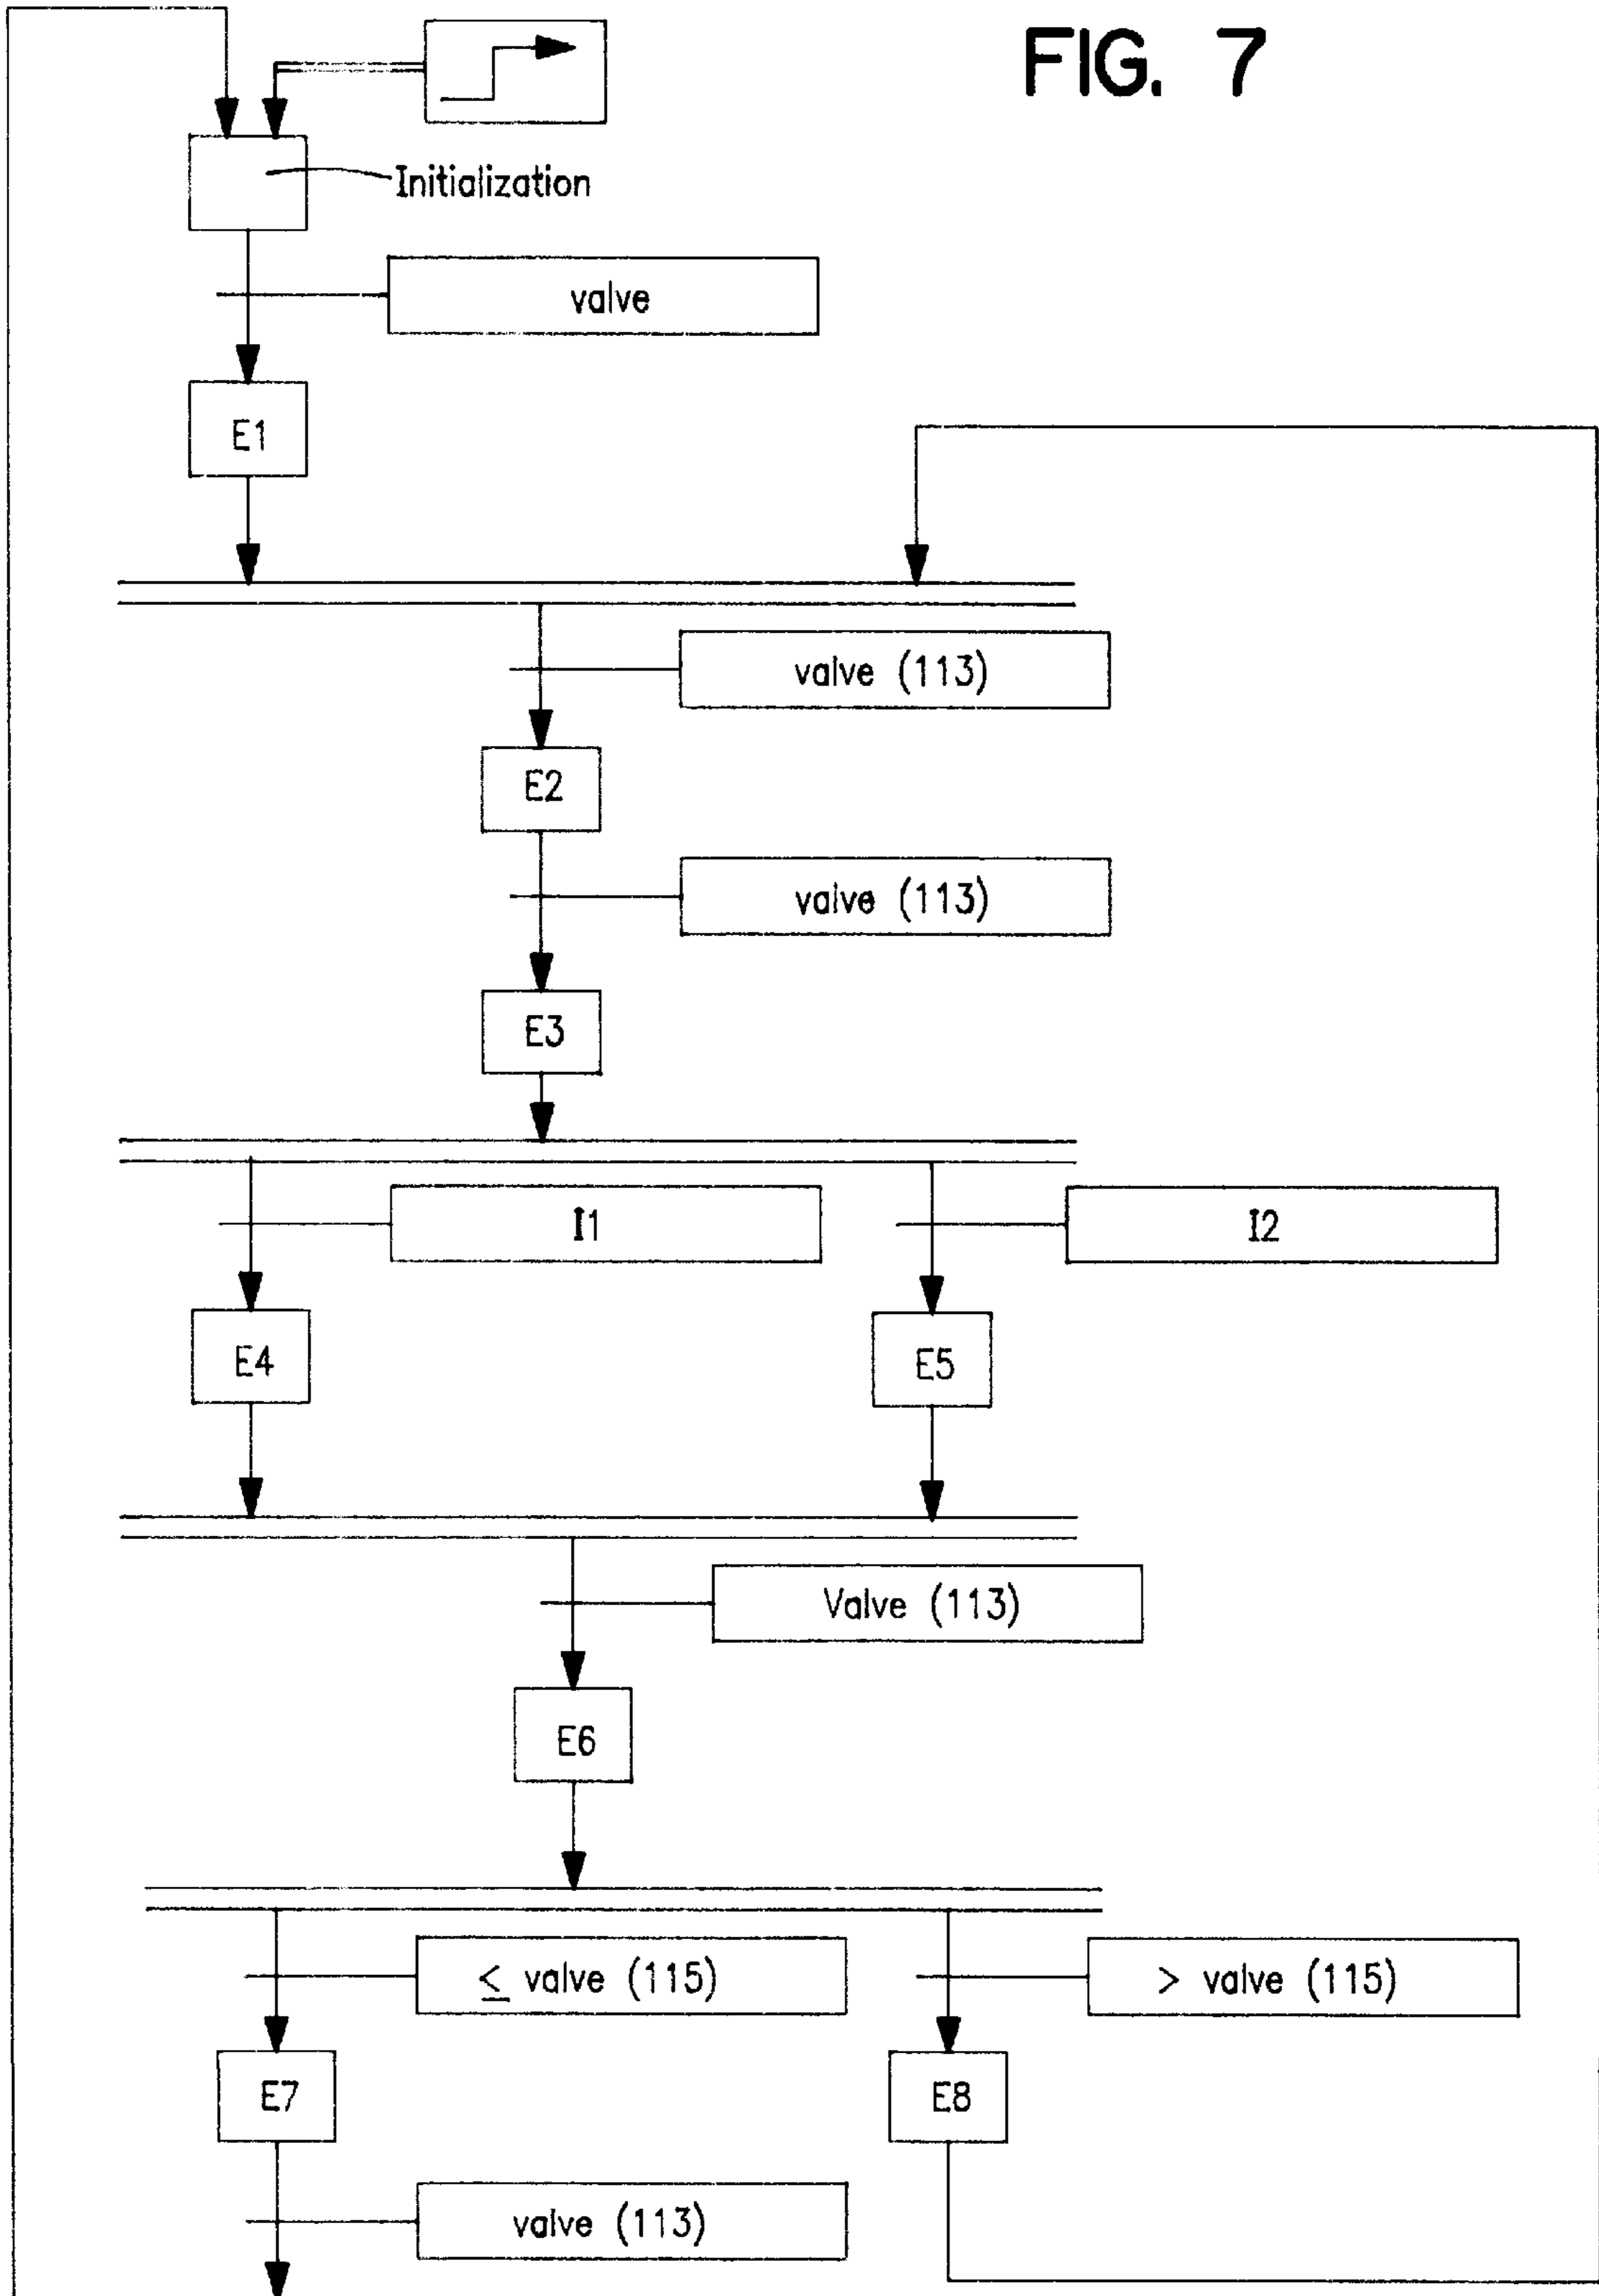 FIG. 7
Initialization
valve
E1
valve (113)
E2
valve (113)
E3
I1
I2
E4
E5
Valve (113)
E6
≤ valve (115)
> valve (115)
E7
E8
valve (113)